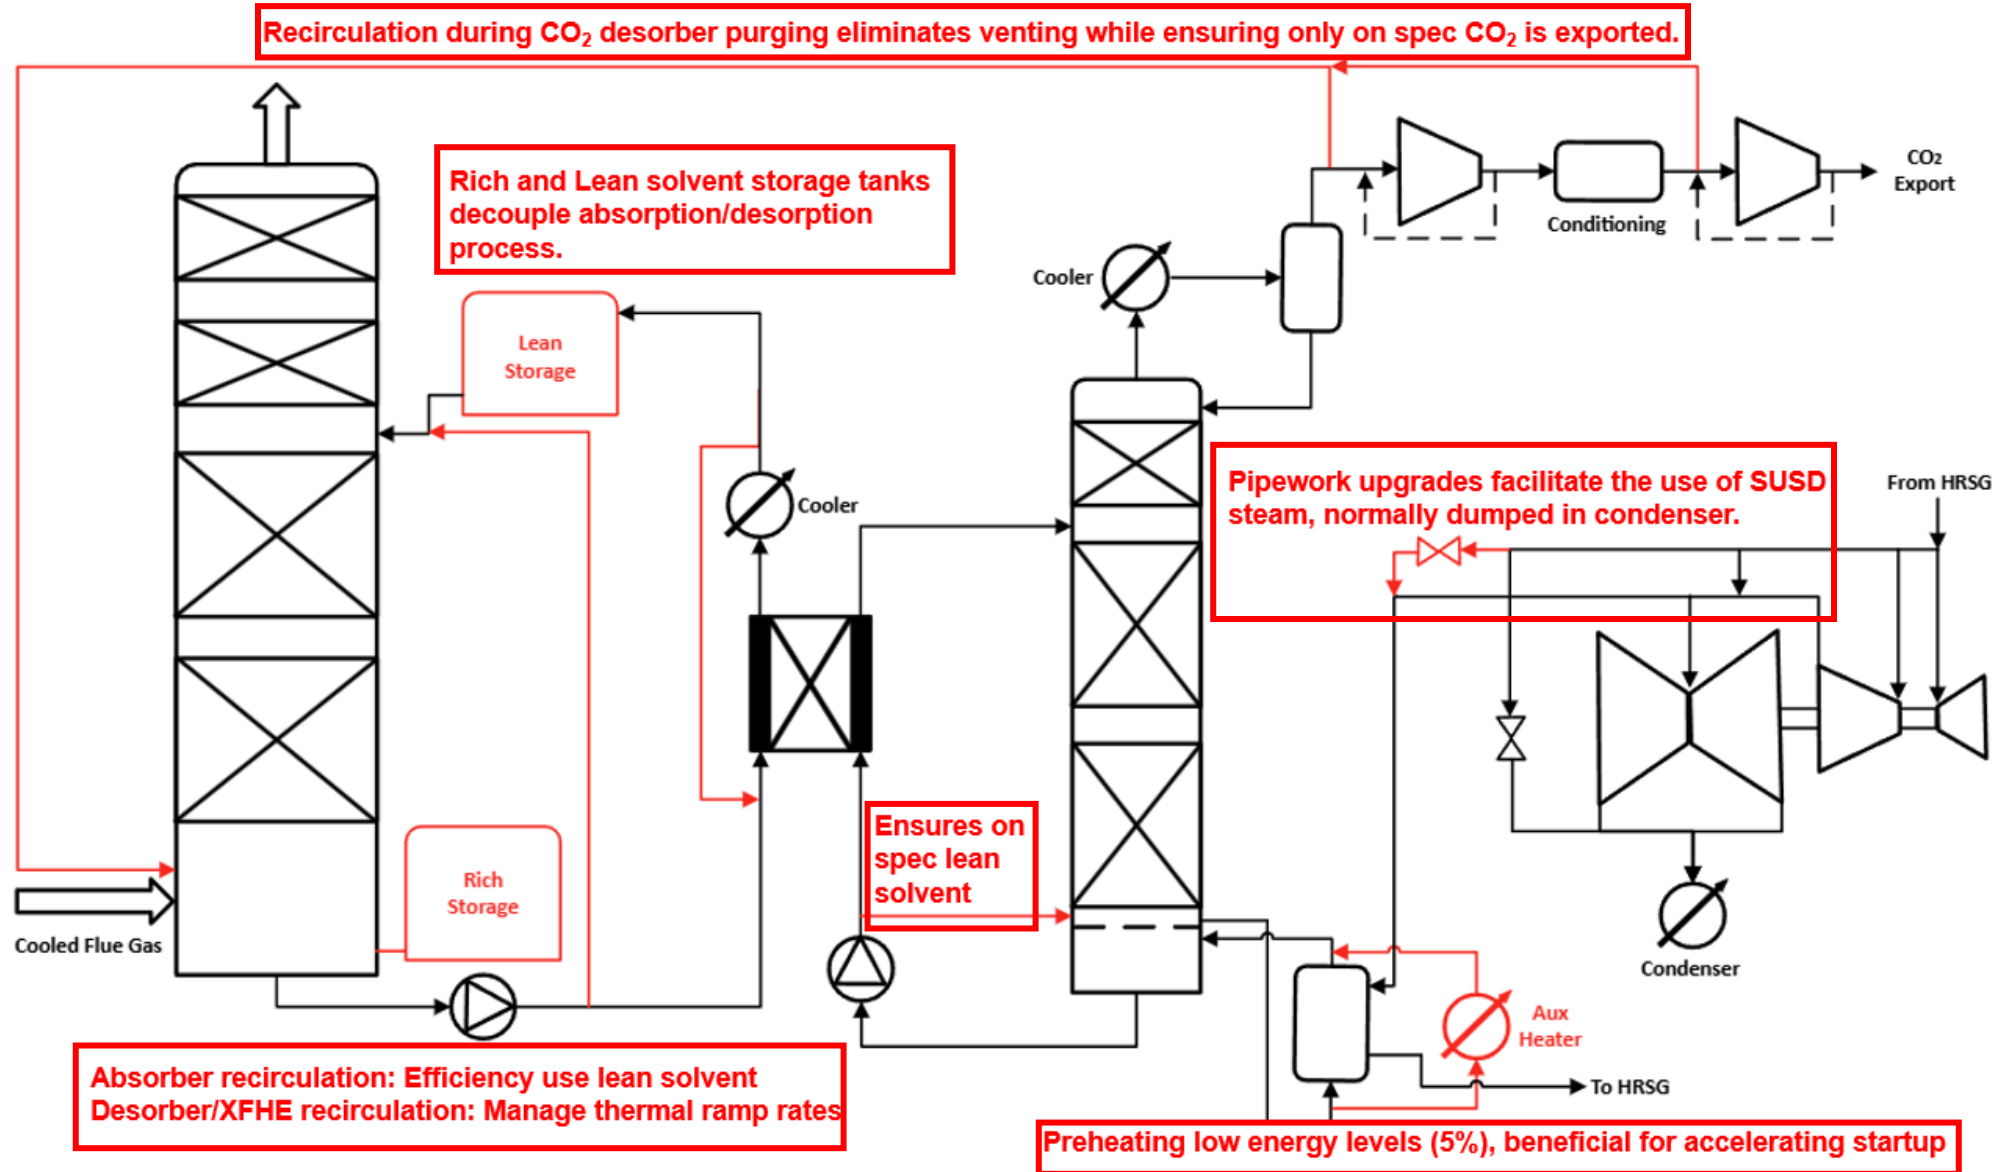 Recirculation during CO₂ desorber purging eliminates venting while ensuring only on spec CO₂ is exported.
Rich and Lean solvent storage tanks
decouple absorption/desorption
process.
CO₂
Export
Conditioning
Cooler
Lean
Storage
Pipework upgrades facilitate the use of SUSD
steam, normally dumped in condenser.
From HRSG
Cooler
Ensures on
spec lean
solvent
Rich
Storage
Cooled Flue Gas
Condenser
Aux
Heater
To HRSG
Absorber recirculation: Efficiency use lean solvent
Desorber/XFHE recirculation: Manage thermal ramp rates
Preheating low energy levels (5%), beneficial for accelerating startup